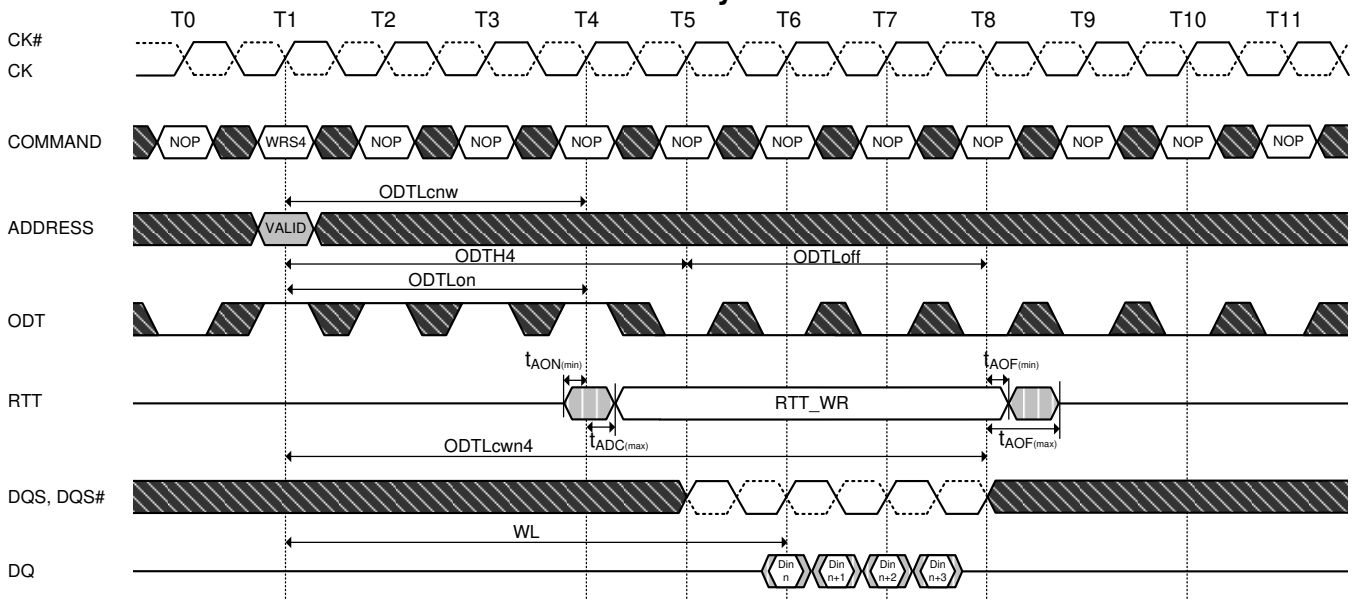 T0 T1 T2 T3 T4 T5 T6 T7 T8 T9 T10 T11
CK#
CK
COMMAND NOP WRS4 NOP NOP NOP NOP NOP NOP NOP NOP NOP NOP
ODTLcnw
ADDRESS VALID
ODTH4 ODTLoff
ODTLon
ODT
tAON(min) tAOF(min)
RTT RTT_WR
tADC(max) tAOF(max)
ODTLcwn4
DQS, DQS#
WL
DQ Din n Din n+1 Din n+2 Din n+3